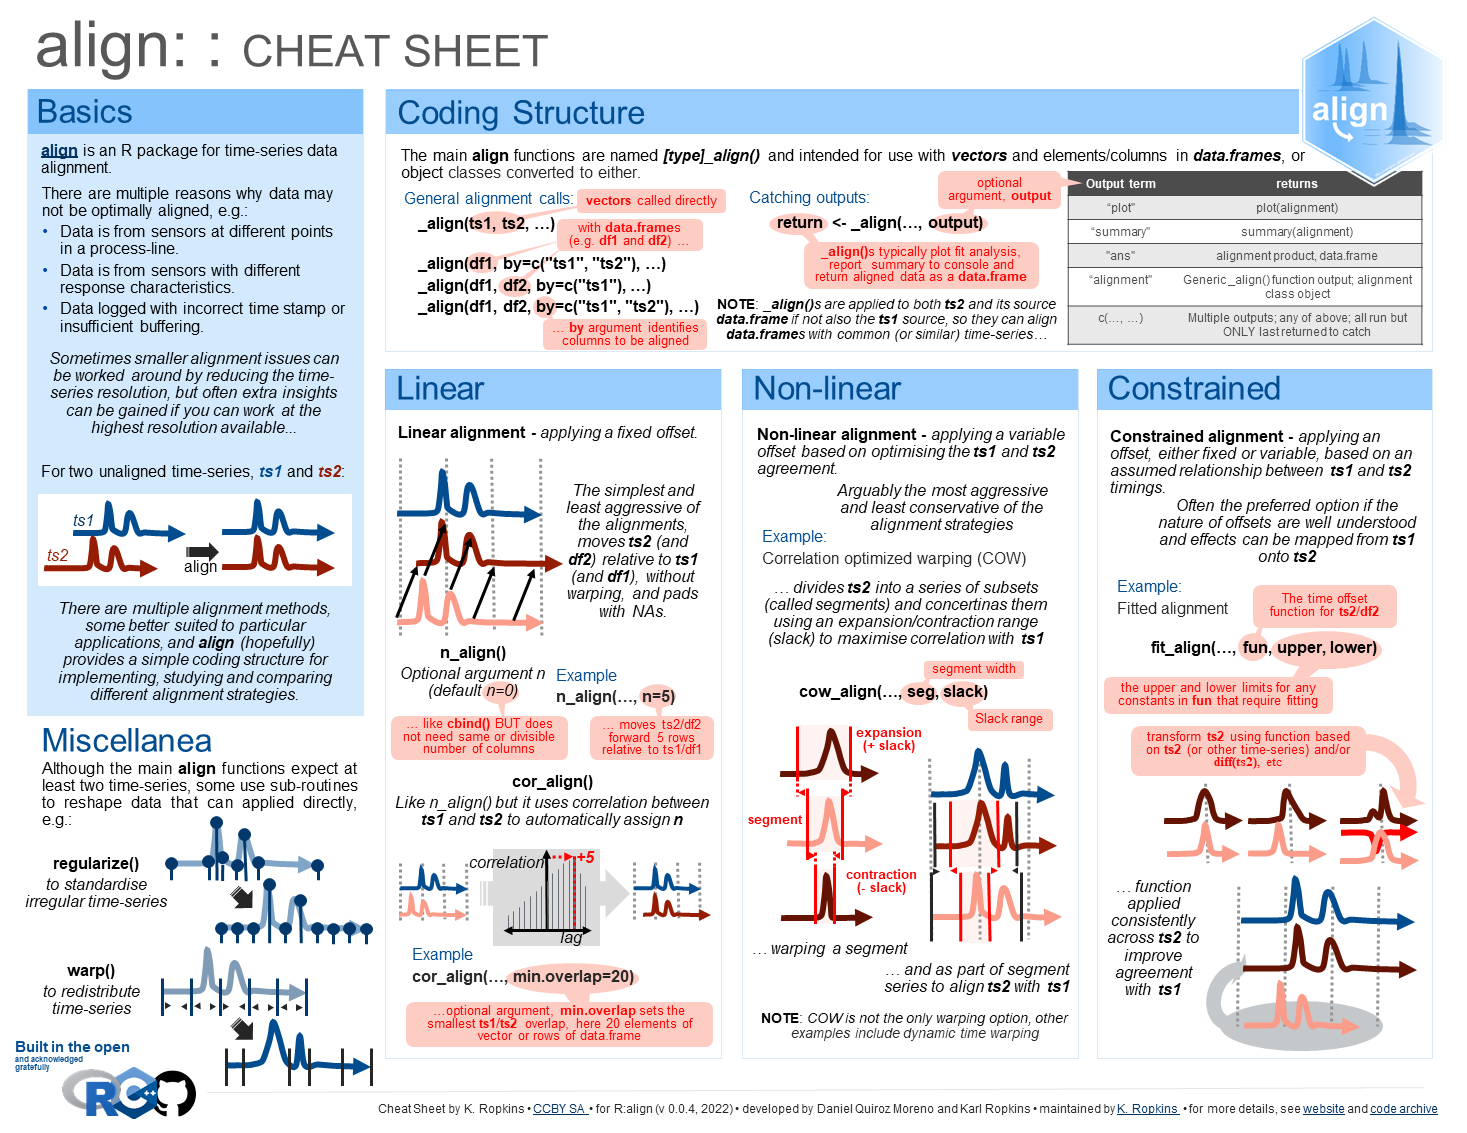 align: : CHEAT SHEET
align
Basics
align is an R package for time-series data
alignment.
There are multiple reasons why data may
not be optimally aligned, e.g.:
• Data is from sensors at different points
in a process-line.
• Data is from sensors with different
response characteristics.
• Data logged with incorrect time stamp or
insufficient buffering.
Sometimes smaller alignment issues can
be worked around by reducing the time-
series resolution, but often extra insights
can be gained if you can work at the
highest resolution available...
For two unaligned time-series, ts1 and ts2:
ts1
ts2
align
There are multiple alignment methods,
some better suited to particular
applications, and align (hopefully)
provides a simple coding structure for
implementing, studying and comparing
different alignment strategies.
Miscellanea
Although the main align functions expect at
least two time-series, some use sub-routines
to reshape data that can applied directly,
e.g.:
regularize()
to standardise
irregular time-series
warp()
to redistribute
time-series
Built in the open
and acknowledged
gratefully
R
C++
Coding Structure
The main align functions are named [type]_align() and intended for use with vectors and elements/columns in data.frames, or
object classes converted to either.
General alignment calls:
vectors called directly
_align(ts1, ts2, …)
with data.frames
(e.g. df1 and df2) …
_align(df1, by=c("ts1", "ts2"), …)
_align(df1, df2, by=c("ts1"), …)
_align(df1, df2, by=c("ts1", "ts2"), …)
… by argument identifies
columns to be aligned
Catching outputs:
optional
argument, output
return <- _align(…, output)
_align()s typically plot fit analysis,
report summary to console and
return aligned data as a data.frame
NOTE: _align()s are applied to both ts2 and its source
data.frame if not also the ts1 source, so they can align
data.frames with common (or similar) time-series…
Output term returns
"plot" plot(alignment)
"summary" summary(alignment)
"ans" alignment product, data.frame
"alignment" Generic _align() function output; alignment
class object
c(…, …) Multiple outputs; any of above; all run but
ONLY last returned to catch
Linear
Linear alignment - applying a fixed offset.
The simplest and
least aggressive of
the alignments,
moves ts2 (and
df2) relative to ts1
(and df1), without
warping, and pads
with NAs.
n_align()
Optional argument n
(default n=0)
Example
n_align(…, n=5)
… like cbind() BUT does
not need same or divisible
number of columns
… moves ts2/df2
forward 5 rows
relative to ts1/df1
cor_align()
Like n_align() but it uses correlation between
ts1 and ts2 to automatically assign n
correlation
+5
lag
Example
cor_align(…, min.overlap=20)
…optional argument, min.overlap sets the
smallest ts1/ts2 overlap, here 20 elements of
vector or rows of data.frame
Non-linear
Non-linear alignment - applying a variable
offset based on optimising the ts1 and ts2
agreement.
Arguably the most aggressive
and least conservative of the
alignment strategies
Example:
Correlation optimized warping (COW)
… divides ts2 into a series of subsets
(called segments) and concertinas them
using an expansion/contraction range
(slack) to maximise correlation with ts1
segment width
cow_align(…, seg, slack)
Slack range
expansion
(+ slack)
segment
contraction
(- slack)
… warping a segment
… and as part of segment
series to align ts2 with ts1
NOTE: COW is not the only warping option, other
examples include dynamic time warping
Constrained
Constrained alignment - applying an
offset, either fixed or variable, based on an
assumed relationship between ts1 and ts2
timings.
Often the preferred option if the
nature of offsets are well understood
and effects can be mapped from ts1
onto ts2
Example:
Fitted alignment
The time offset
function for ts2/df2
fit_align(…, fun, upper, lower)
the upper and lower limits for any
constants in fun that require fitting
transform ts2 using function based
on ts2 (or other time-series) and/or
diff(ts2), etc
… function
applied
consistently
across ts2 to
improve
agreement
with ts1
Cheat Sheet by K. Ropkins • CCBY SA • for R:align (v 0.0.4, 2022) • developed by Daniel Quiroz Moreno and Karl Ropkins • maintained by K. Ropkins • for more details, see website and code archive